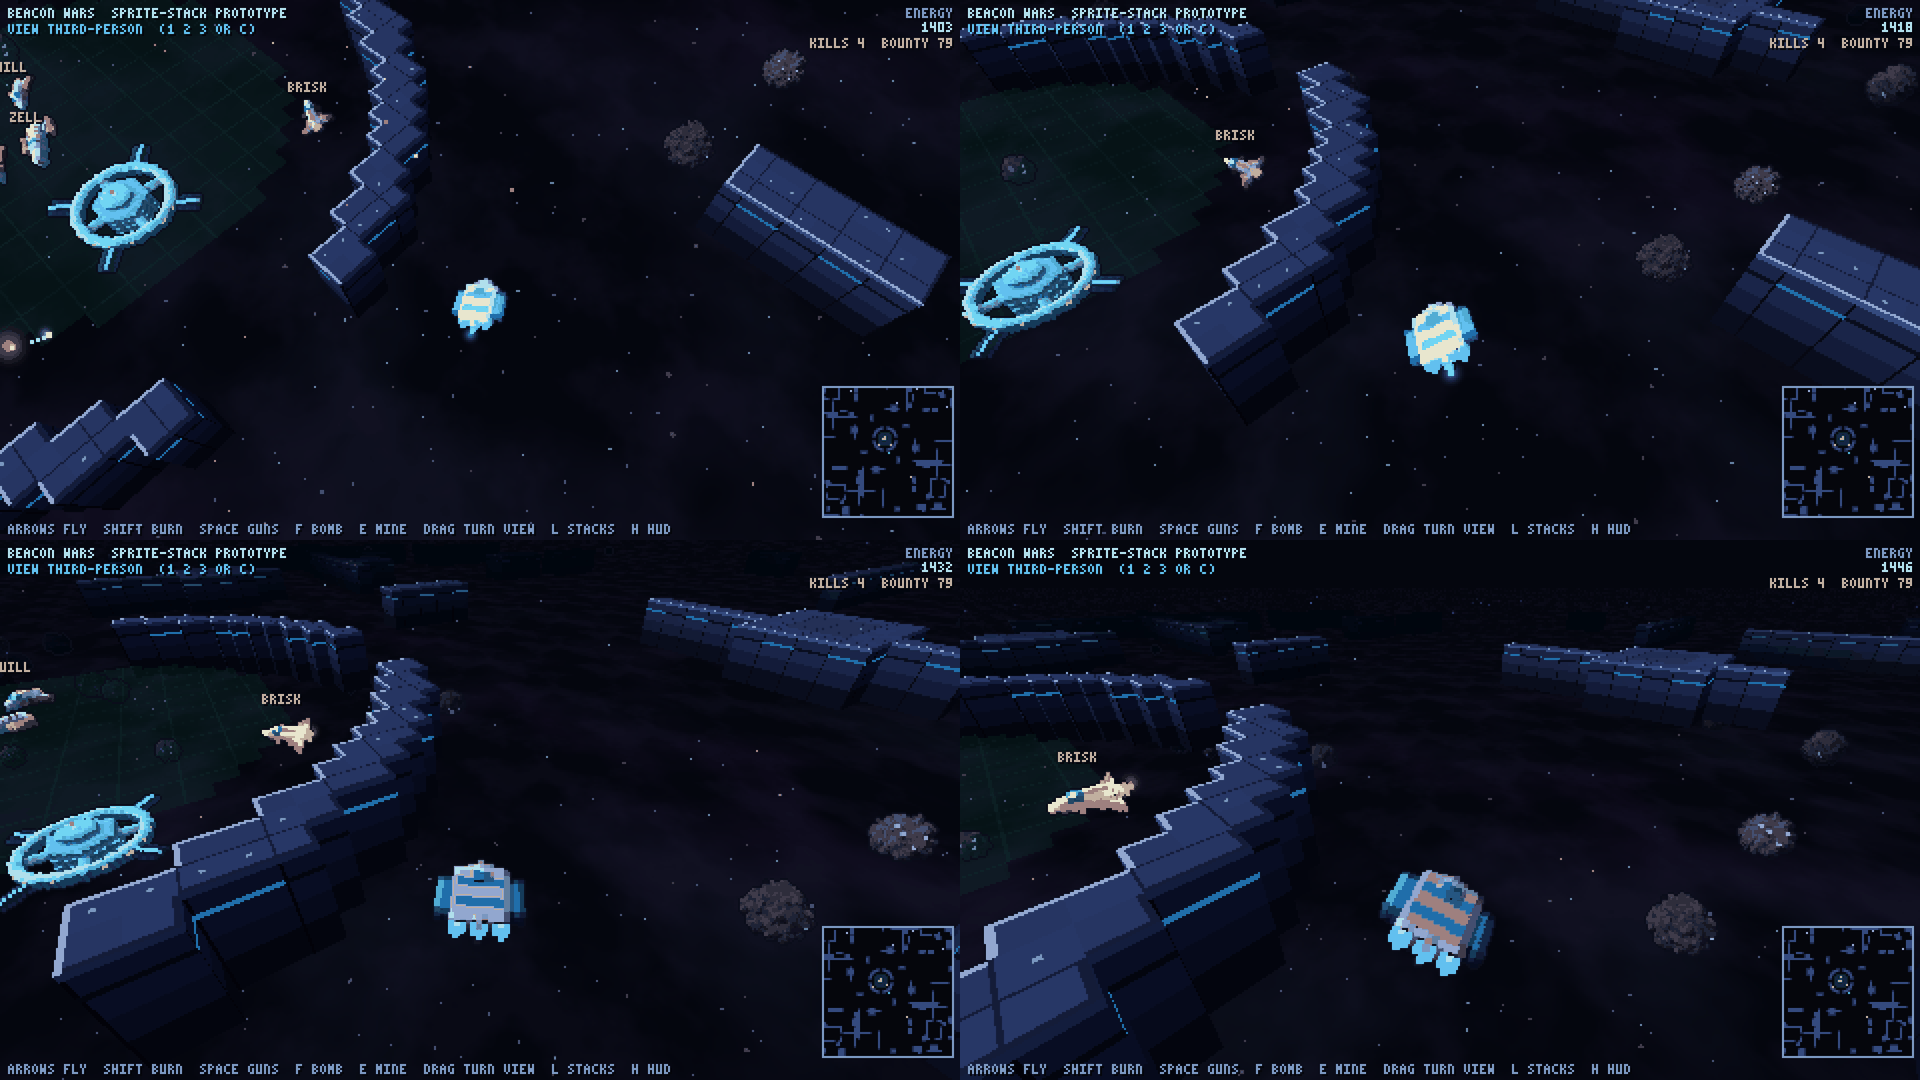 BEACON WARS SPRITE-STACK PROTOTYPE
VIEW THIRD-PERSON (1 2 3 OR C)
ENERGY
1403
KILLS 4 BOUNTY 79
ZELL
BRISK
ARROWS FLY SHIFT BURN SPACE GUNS F BOMB E MINE DRAG TURN VIEW L STACKS H HUD
BEACON WARS SPRITE-STACK PROTOTYPE
VIEW THIRD-PERSON (1 2 3 OR C)
ENERGY
1418
KILLS 4 BOUNTY 79
BRISK
ARROWS FLY SHIFT BURN SPACE GUNS F BOMB E MINE DRAG TURN VIEW L STACKS H HUD
BEACON WARS SPRITE-STACK PROTOTYPE
VIEW THIRD-PERSON (1 2 3 OR C)
ENERGY
1432
KILLS 4 BOUNTY 79
UILL
BRISK
ARROWS FLY SHIFT BURN SPACE GUNS F BOMB E MINE DRAG TURN VIEW L STACKS H HUD
BEACON WARS SPRITE-STACK PROTOTYPE
VIEW THIRD-PERSON (1 2 3 OR C)
ENERGY
1446
KILLS 4 BOUNTY 79
BRISK
ARROWS FLY SHIFT BURN SPACE GUNS F BOMB E MINE DRAG TURN VIEW L STACKS H HUD